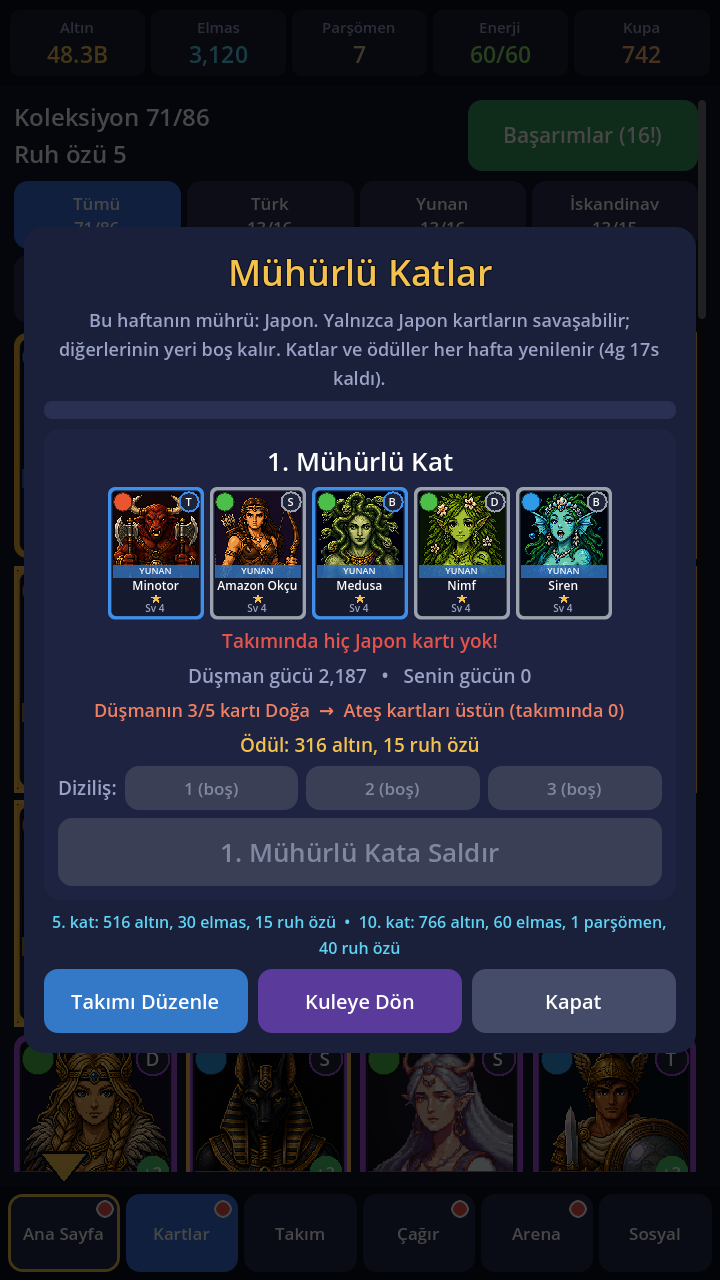 Altın
Elmas
Parşömen
Enerji
Kupa
48.3B
3,120
7
60/60
742
Koleksiyon 71/86
Ruh özü 5
Başarımlar (16!)
Tümü
Türk
Yunan
İskandinav
71/86
12/16
13/15
Mühürlü Katlar
Bu haftanın mührü: Japon. Yalnızca Japon kartların savaşabilir;
diğerlerinin yeri boş kalır. Katlar ve ödüller her hafta yenilenir (4g 17s
kaldı).
1. Mühürlü Kat
T
S
B
D
B
YUNAN
YUNAN
YUNAN
YUNAN
YUNAN
Minotor
Amazon Okçu
Medusa
Nimf
Siren
Sv 4
Sv 4
Sv 4
Sv 4
Sv 4
Takımında hiç Japon kartı yok!
Düşman gücü 2,187 • Senin gücün 0
Düşmanın 3/5 kartı Doğa → Ateş kartları üstün (takımında 0)
Ödül: 316 altın, 15 ruh özü
Diziliş:
1 (boş)
2 (boş)
3 (boş)
1. Mühürlü Kata Saldır
5. kat: 516 altın, 30 elmas, 15 ruh özü • 10. kat: 766 altın, 60 elmas, 1 parşömen,
40 ruh özü
Takımı Düzenle
Kuleye Dön
Kapat
D
S
S
T
Ana Sayfa
Kartlar
Takım
Çağır
Arena
Sosyal